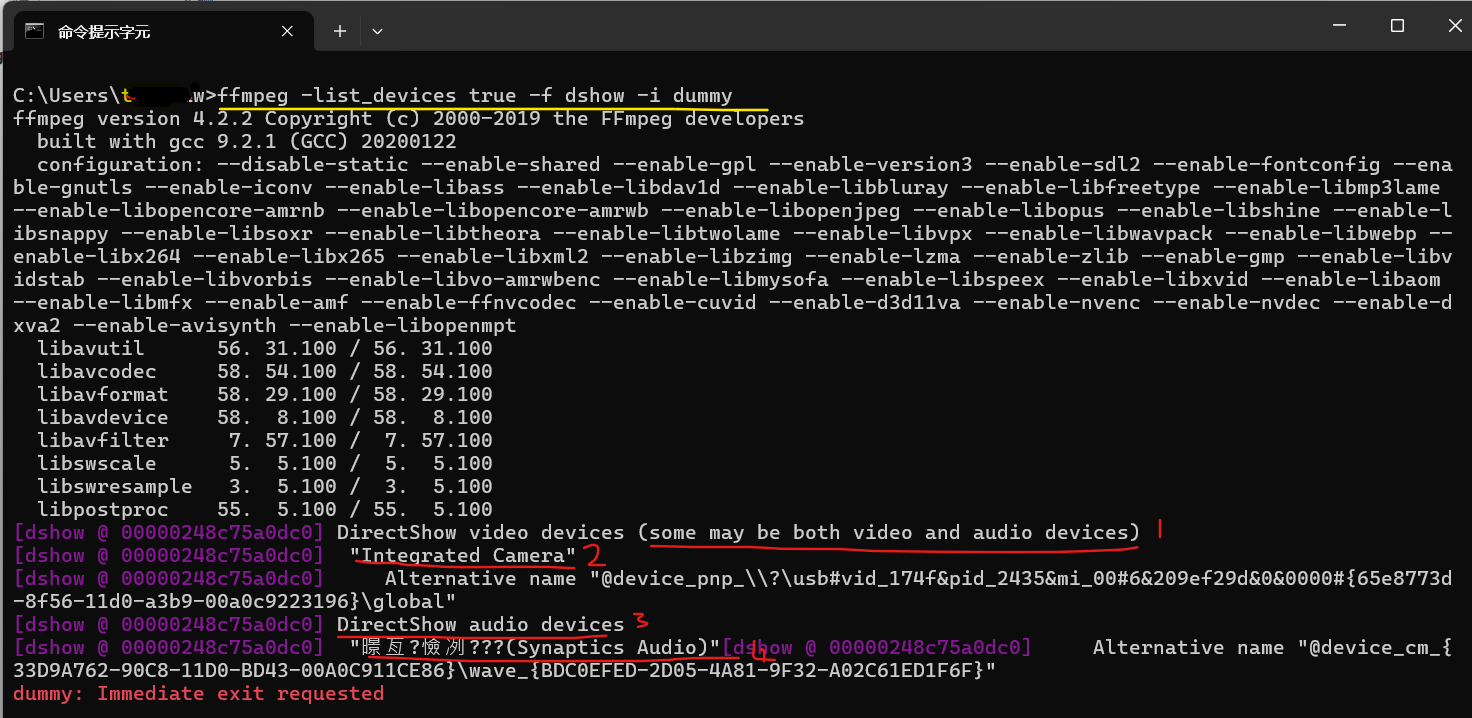 命令提示字元
C:\Users\t w>ffmpeg -list_devices true -f dshow -i dummy
ffmpeg version 4.2.2 Copyright (c) 2000-2019 the FFmpeg developers
  built with gcc 9.2.1 (GCC) 20200122
  configuration: --disable-static --enable-shared --enable-gpl --enable-version3 --enable-sdl2 --enable-fontconfig --ena
ble-gnutls --enable-iconv --enable-libass --enable-libdav1d --enable-libbluray --enable-libfreetype --enable-libmp3lame
--enable-libopencore-amrnb --enable-libopencore-amrwb --enable-libopenjpeg --enable-libopus --enable-libshine --enable-l
ibsnappy --enable-libsoxr --enable-libtheora --enable-libtwolame --enable-libvpx --enable-libwavpack --enable-libwebp --
enable-libx264 --enable-libx265 --enable-libxml2 --enable-libzimg --enable-lzma --enable-zlib --enable-gmp --enable-libv
idstab --enable-libvorbis --enable-libvo-amrwbenc --enable-libmysofa --enable-libspeex --enable-libxvid --enable-libaom
--enable-libmfx --enable-amf --enable-ffnvcodec --enable-cuvid --enable-d3d11va --enable-nvenc --enable-nvdec --enable-d
xva2 --enable-avisynth --enable-libopenmpt
  libavutil      56. 31.100 / 56. 31.100
  libavcodec     58. 54.100 / 58. 54.100
  libavformat    58. 29.100 / 58. 29.100
  libavdevice    58.  8.100 / 58.  8.100
  libavfilter     7. 57.100 /  7. 57.100
  libswscale      5.  5.100 /  5.  5.100
  libswresample   3.  5.100 /  3.  5.100
  libpostproc    55.  5.100 / 55.  5.100
[dshow @ 00000248c75a0dc0] DirectShow video devices (some may be both video and audio devices) 1
[dshow @ 00000248c75a0dc0]  "Integrated Camera" 2
[dshow @ 00000248c75a0dc0]     Alternative name "@device_pnp_\\?\usb#vid_174f&pid_2435&mi_00#6&209ef29d&0&0000#{65e8773d
-8f56-11d0-a3b9-00a0c9223196}\global"
[dshow @ 00000248c75a0dc0] DirectShow audio devices 3
[dshow @ 00000248c75a0dc0]  "????(Synaptics Audio)"[dshow @ 00000248c75a0dc0]     Alternative name "@device_cm_{ 4
33D9A762-90C8-11D0-BD43-00A0C911CE86}\wave_{BDC0EFED-2D05-4A81-9F32-A02C61ED1F6F}"
dummy: Immediate exit requested